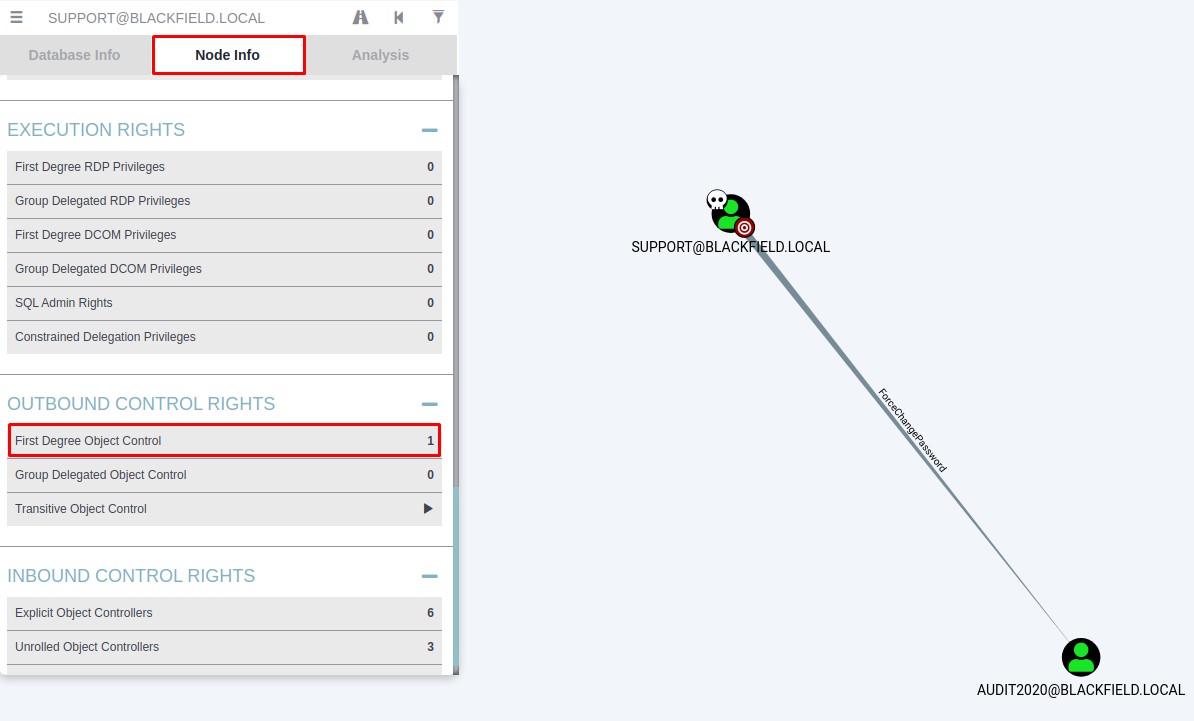 SUPPORT@BLACKFIELD.LOCAL
Database Info Node Info Analysis
EXECUTION RIGHTS
First Degree RDP Privileges 0
Group Delegated RDP Privileges 0
First Degree DCOM Privileges 0
Group Delegated DCOM Privileges 0
SQL Admin Rights 0
Constrained Delegation Privileges 0
OUTBOUND CONTROL RIGHTS
First Degree Object Control 1
Group Delegated Object Control 0
Transitive Object Control
INBOUND CONTROL RIGHTS
Explicit Object Controllers 6
Unrolled Object Controllers 3
SUPPORT@BLACKFIELD.LOCAL
ForceChangePassword
AUDIT2020@BLACKFIELD.LOCAL